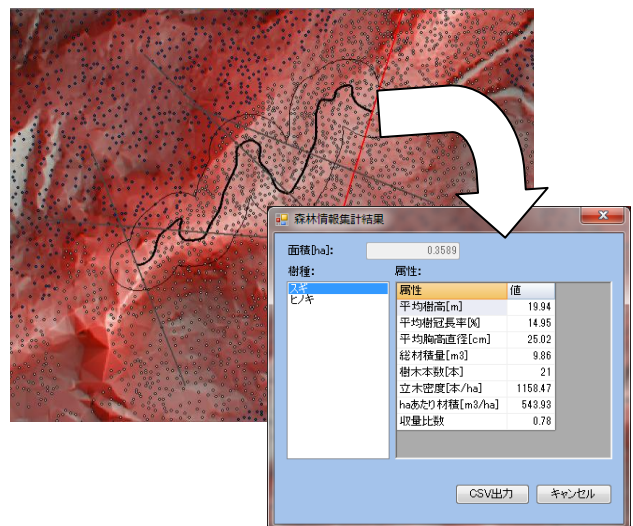 森林情報集計結果
面積[ha]: 0.3589
樹種: 属性:
スギ
ヒノキ
属性 値
平均樹高[m] 19.94
平均樹冠長率[%] 14.95
平均胸高直径[cm] 25.02
総材積量[m3] 9.86
樹木本数[本] 21
立木密度[本/ha] 1158.47
haあたり材積[m3/ha] 543.93
収量比数 0.78
CSV出力 キャンセル